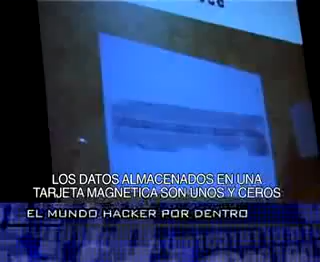 LOS DATOS ALMACENADOS EN UNA
TARJETA MAGNETICA SON UNOS Y CEROS
EL MUNDO HACKER POR DENTRO